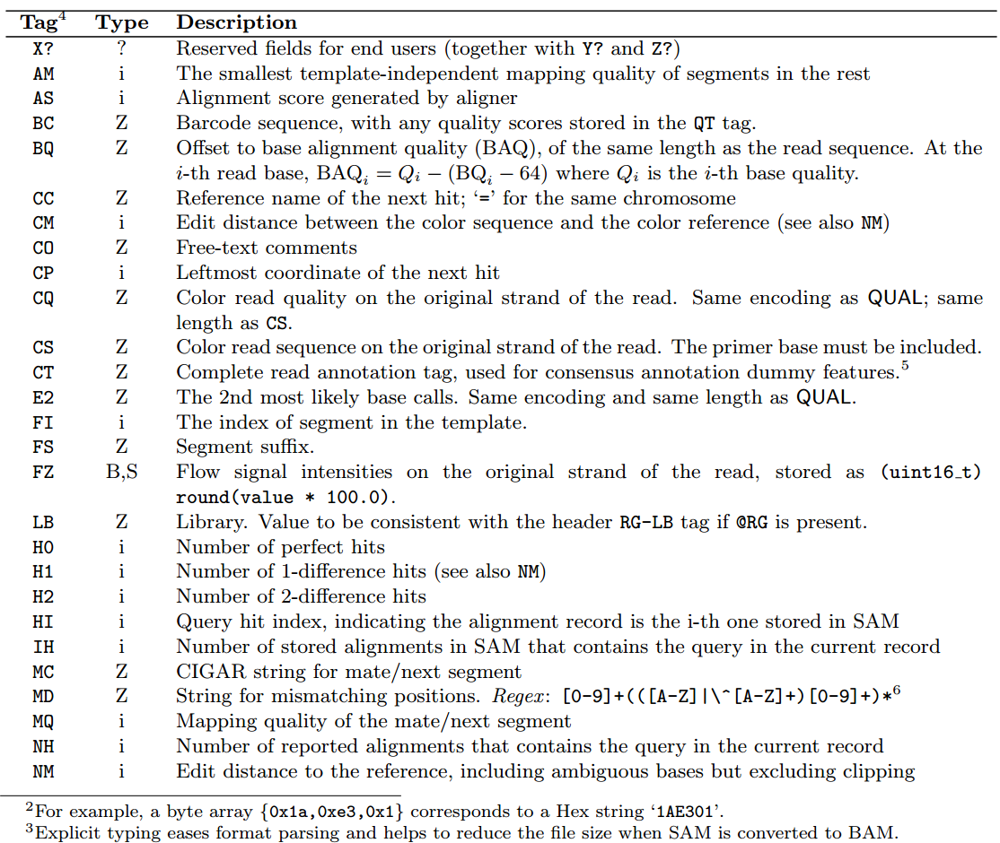 Tag4 Type Description
X? ? Reserved fields for end users (together with Y? and Z?)
AM i The smallest template-independent mapping quality of segments in the rest
AS i Alignment score generated by aligner
BC Z Barcode sequence, with any quality scores stored in the QT tag.
BQ Z Offset to base alignment quality (BAQ), of the same length as the read sequence. At the
i-th read base, BAQi = Qi − (BQi − 64) where Qi is the i-th base quality.
CC Z Reference name of the next hit; ‘=’ for the same chromosome
CM i Edit distance between the color sequence and the color reference (see also NM)
CO Z Free-text comments
CP i Leftmost coordinate of the next hit
CQ Z Color read quality on the original strand of the read. Same encoding as QUAL; same
length as CS.
CS Z Color read sequence on the original strand of the read. The primer base must be included.
CT Z Complete read annotation tag, used for consensus annotation dummy features.5
E2 Z The 2nd most likely base calls. Same encoding and same length as QUAL.
FI i The index of segment in the template.
FS Z Segment suffix.
FZ B,S Flow signal intensities on the original strand of the read, stored as (uint16_t)
round(value * 100.0).
LB Z Library. Value to be consistent with the header RG-LB tag if @RG is present.
H0 i Number of perfect hits
H1 i Number of 1-difference hits (see also NM)
H2 i Number of 2-difference hits
HI i Query hit index, indicating the alignment record is the i-th one stored in SAM
IH i Number of stored alignments in SAM that contains the query in the current record
MC Z CIGAR string for mate/next segment
MD Z String for mismatching positions. Regex: [0-9]+(([A-Z]|\^[A-Z]+)[0-9]+)*6
MQ i Mapping quality of the mate/next segment
NH i Number of reported alignments that contains the query in the current record
NM i Edit distance to the reference, including ambiguous bases but excluding clipping
2For example, a byte array {0x1a,0xe3,0x1} corresponds to a Hex string ‘1AE301’.
3Explicit typing eases format parsing and helps to reduce the file size when SAM is converted to BAM.